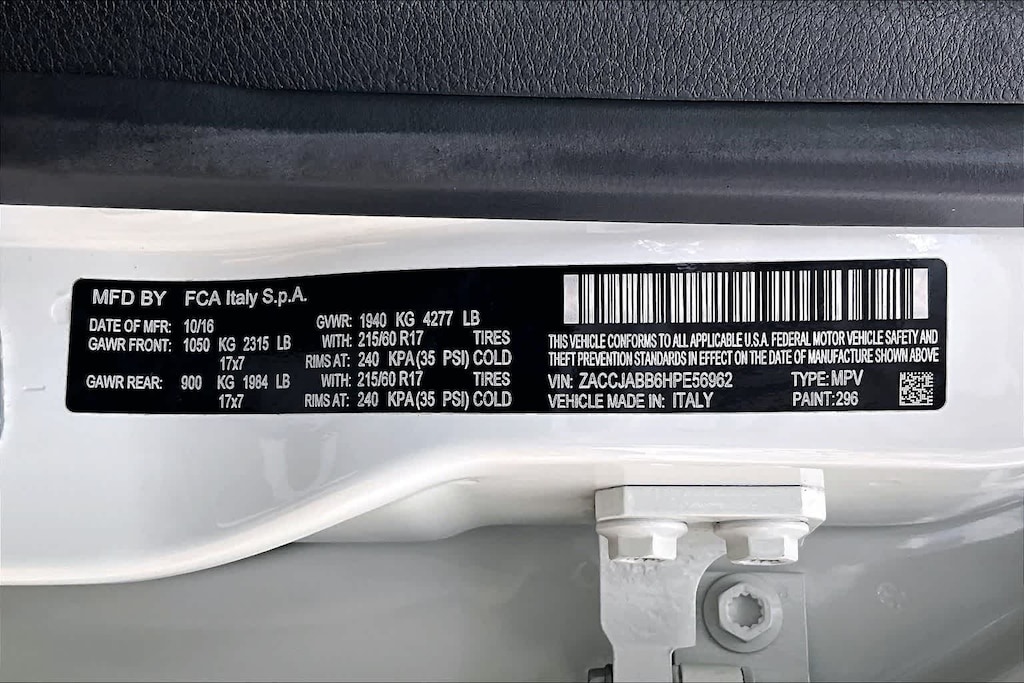 MFD BY FCA Italy S.p.A.
DATE OF MFR: 10/16 GVWR: 1940 KG 4277 LB
GAWR FRONT: 1050 KG 2315 LB WITH: 215/60 R17 TIRES
17x7 RIMS AT: 240 KPA(35 PSI) COLD
GAWR REAR: 900 KG 1984 LB WITH: 215/60 R17 TIRES
17x7 RIMS AT: 240 KPA(35 PSI) COLD
THIS VEHICLE CONFORMS TO ALL APPLICABLE U.S.A. FEDERAL MOTOR VEHICLE SAFETY AND
THEFT PREVENTION STANDARDS IN EFFECT ON THE DATE OF MANUFACTURE SHOWN ABOVE
VIN: ZACCJABB6HPE56962 TYPE: MPV
VEHICLE MADE IN: ITALY PAINT:296